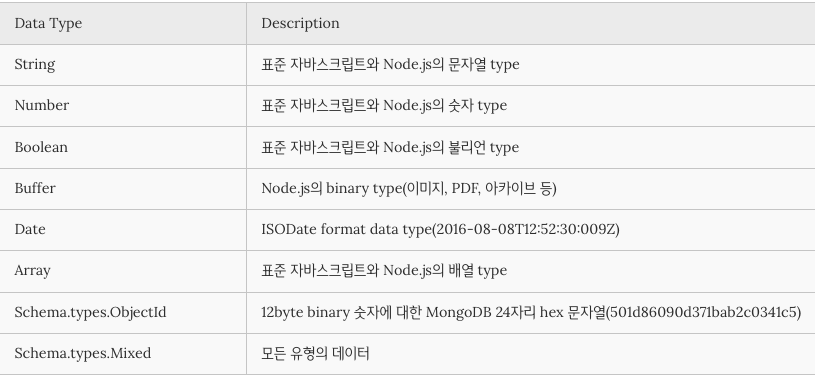 Data Type Description
String 표준 자바스크립트와 Node.js의 문자열 type
Number 표준 자바스크립트와 Node.js의 숫자 type
Boolean 표준 자바스크립트와 Node.js의 불리언 type
Buffer Node.js의 binary type(이미지, PDF, 아카이브 등)
Date ISODate format data type(2016-08-08T12:52:30:009Z)
Array 표준 자바스크립트와 Node.js의 배열 type
Schema.types.ObjectId 12byte binary 숫자에 대한 MongoDB 24자리 hex 문자열(501d86090d371bab2c0341c5)
Schema.types.Mixed 모든 유형의 데이터